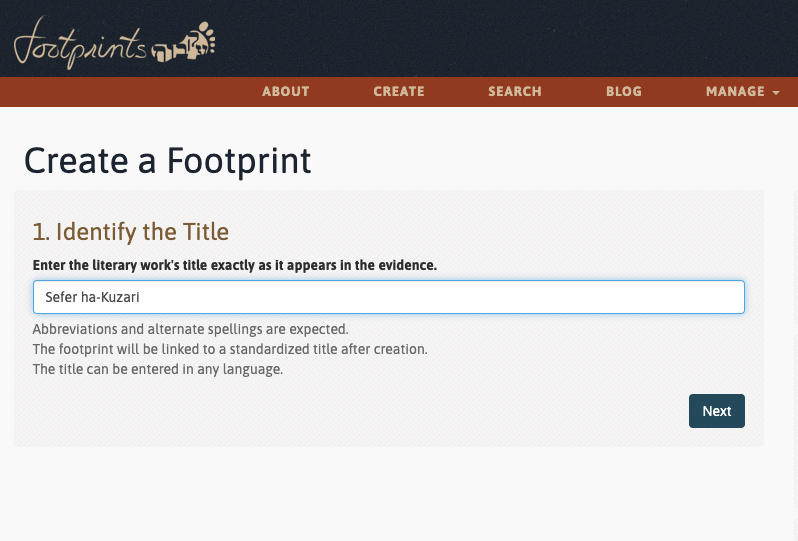 footprints
ABOUT CREATE SEARCH BLOG MANAGE
Create a Footprint
1. Identify the Title
Enter the literary work's title exactly as it appears in the evidence.
Sefer ha-Kuzari
Abbreviations and alternate spellings are expected.
The footprint will be linked to a standardized title after creation.
The title can be entered in any language.
Next